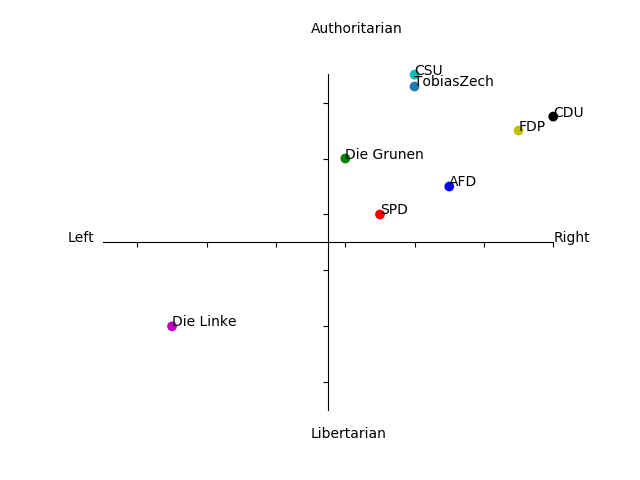 Authoritarian
CSU
TobiasZech
CDU
FDP
Die Grunen
AFD
SPD
Left
Right
Die Linke
Libertarian